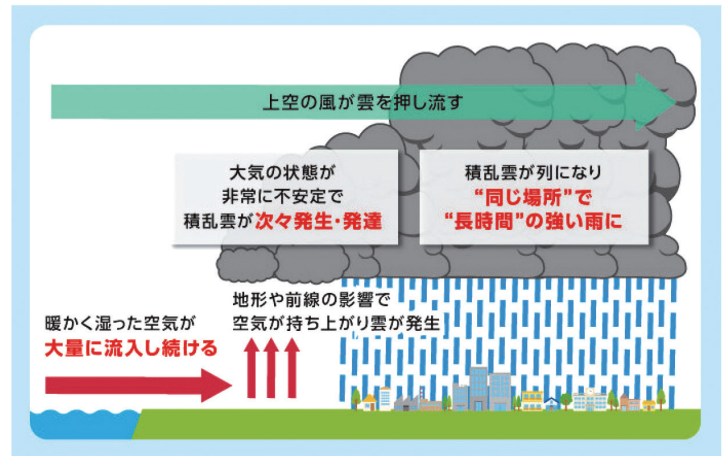 上空の風が雲を押し流す
大気の状態が
非常に不安定で
積乱雲が次々発生・発達
積乱雲が列になり
“同じ場所”で
“長時間”の強い雨に
地形や前線の影響で
空気が持ち上がり雲が発生
暖かく湿った空気が
大量に流入し続ける